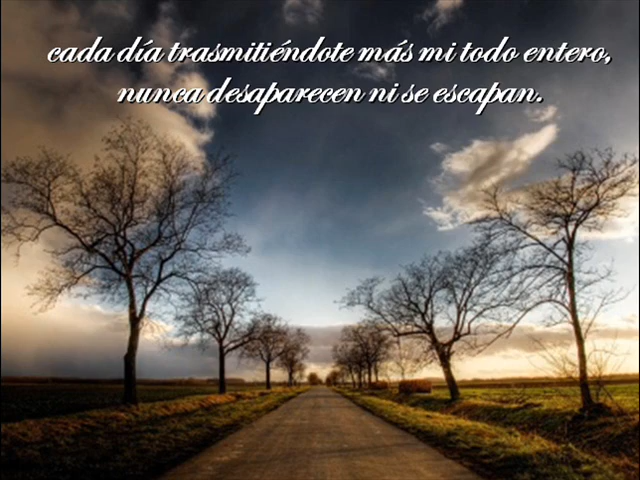 cada día trasmitiéndote más mi todo entero,
nunca desaparecen ni se escapan.